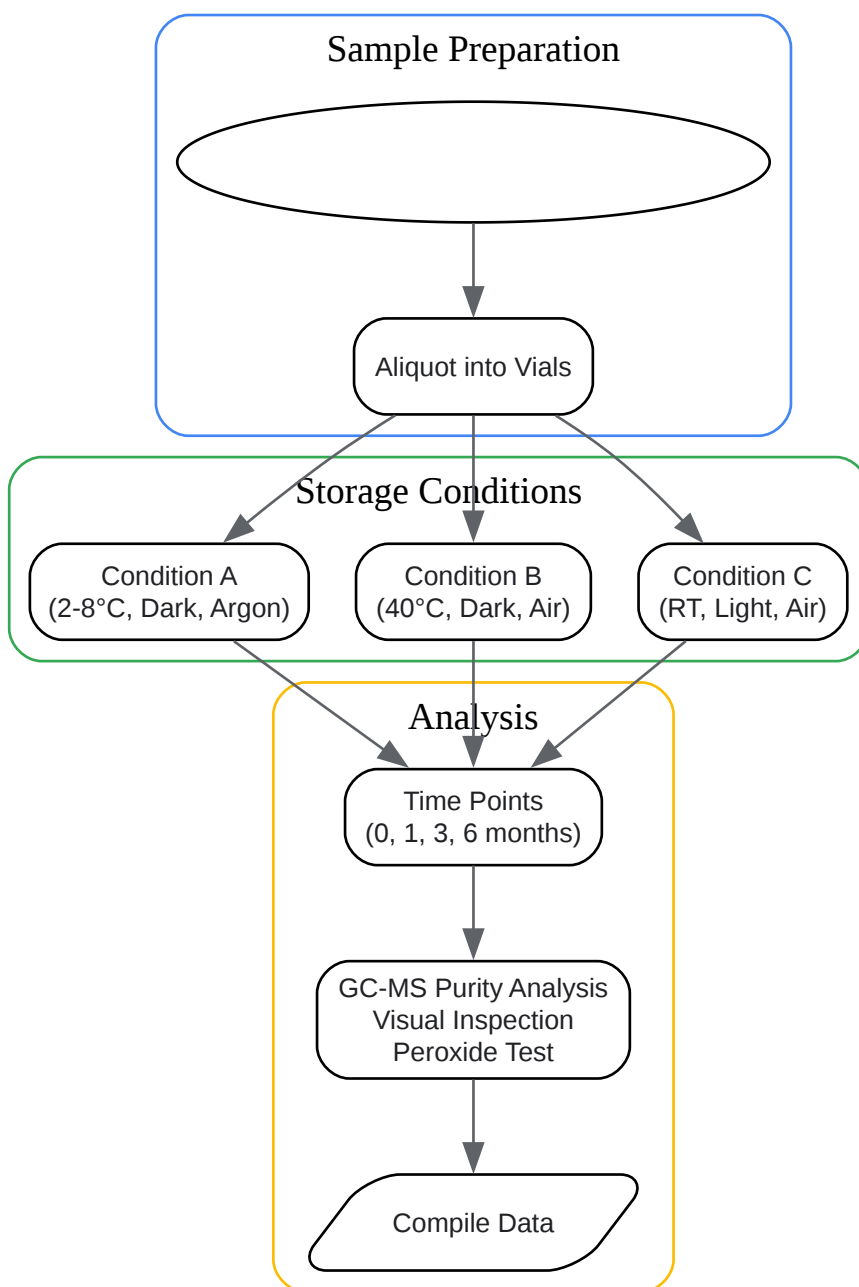 Sample Preparation
Aliquot into Vials
Storage Conditions
Condition A
(2-8°C, Dark, Argon)
Condition B
(40°C, Dark, Air)
Condition C
(RT, Light, Air)
Analysis
Time Points
(0, 1, 3, 6 months)
GC-MS Purity Analysis
Visual Inspection
Peroxide Test
Compile Data